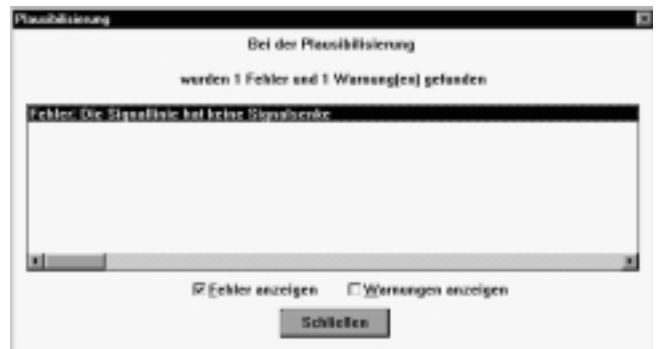 Plausibilisierung
Bei der Plausibilisierung
wurden 1 Fehler und 1 Warnung(en) gefunden
Fehler: Die Signallinie hat keine Signalsenke
Fehler anzeigen Warnungen anzeigen
Schließen